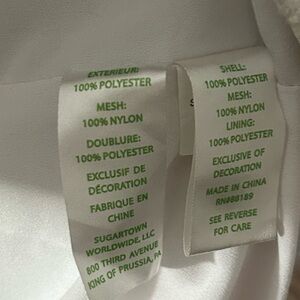 EXTERIEUR:
100% POLYESTER
MESH:
100% NYLON
DOUBLURE:
100% POLYESTER
EXCLUSIF DE
DÉCORATION
FABRIQUE EN
CHINE
SUGARTOWN
WORLDWIDE, LLC
800 THIRD AVENUE
KING OF PRUSSIA, PA
SHELL:
100% POLYESTER
MESH:
100% NYLON
LINING:
100% POLYESTER
EXCLUSIVE OF
DECORATION
MADE IN CHINA
RN#88189
SEE REVERSE
FOR CARE